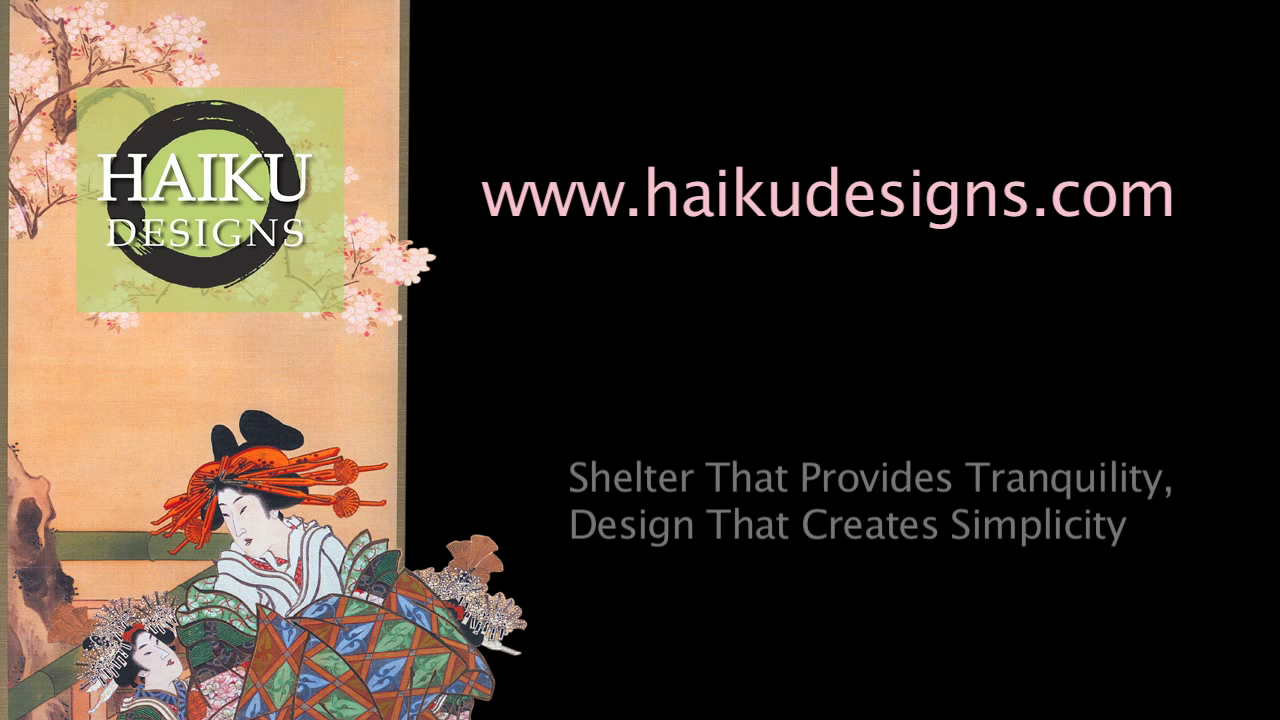 HAIKU
DESIGNS
www.haikudesigns.com
Shelter That Provides Tranquility,
Design That Creates Simplicity